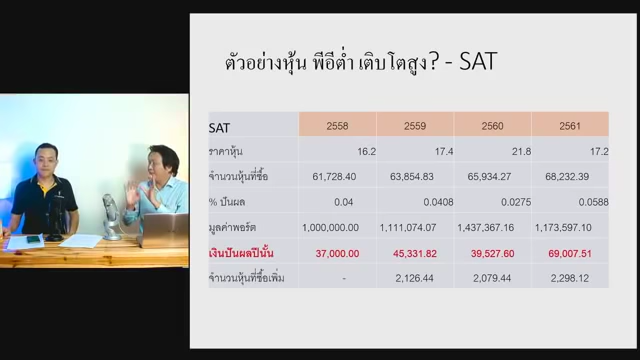 ตัวอย่างหุ้น พีอีต่ำ เติบโตสูง? - SAT
SAT 2558 2559 2560 2561
ราคาหุ้น 16.2 17.4 21.8 17.2
จำนวนหุ้นที่ซื้อ 61,728.40 63,854.83 65,934.27 68,232.39
% ปันผล 0.04 0.0408 0.0275 0.0588
มูลค่าพอร์ต 1,000,000.00 1,111,074.07 1,437,367.16 1,173,597.10
เงินปันผลปีนั้น 37,000.00 45,331.82 39,527.60 69,007.51
จำนวนหุ้นที่ซื้อเพิ่ม - 2,126.44 2,079.44 2,298.12